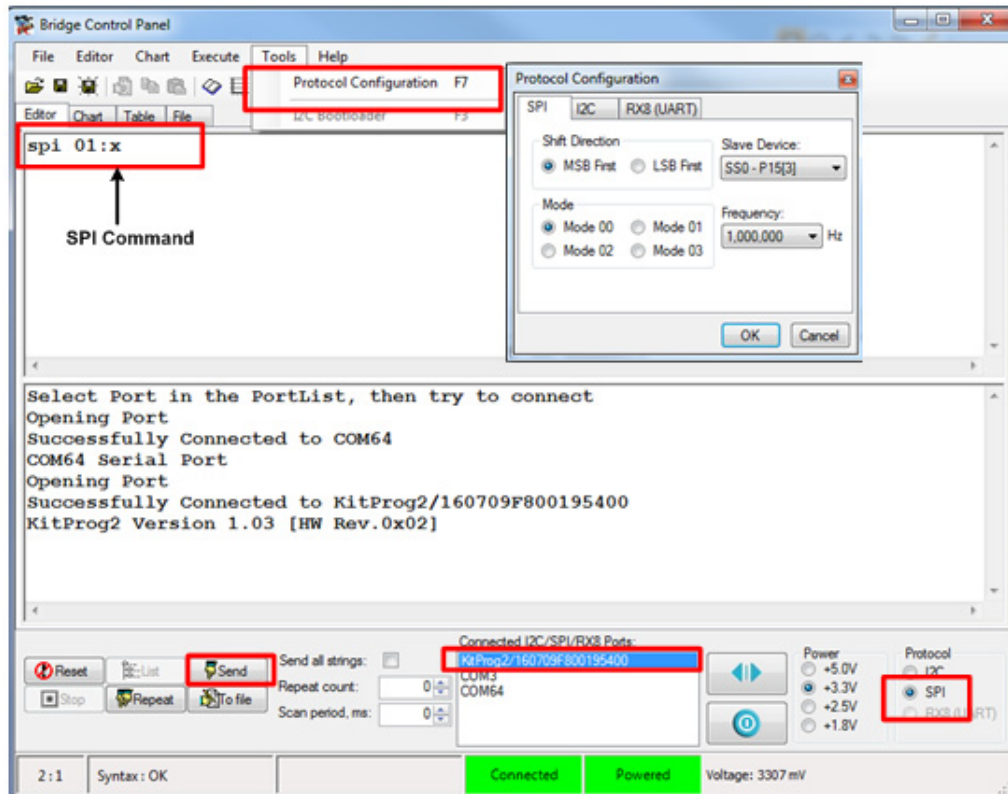 Bridge Control Panel
File Editor Chart Execute Tools Help
Protocol Configuration F7
I2C Bootloader F3
Editor Chart Table File
spi 01:x
SPI Command
Protocol Configuration
SPI I2C RX8 (UART)
Shift Direction
MSB First LSB First
Slave Device:
SS0 - P15[3]
Mode
Mode 00 Mode 01
Mode 02 Mode 03
Frequency:
1,000,000 Hz
OK Cancel
Select Port in the PortList, then try to connect
Opening Port
Successfully Connected to COM64
COM64 Serial Port
Opening Port
Successfully Connected to KitProg2/160709F800195400
KitProg2 Version 1.03 [HW Rev.0x02]
Reset List Send
Stop Repeat To file
Send all strings:
Repeat count: 0
Scan period, ms: 0
Connected I2C/SPI/RX8 Ports:
KitProg2/160709F800195400
COM3
COM64
Power
+5.0V
+3.3V
+2.5V
+1.8V
Protocol
I2C
SPI
RX8 (UART)
2:1 Syntax : OK Connected Powered Voltage: 3307 mV